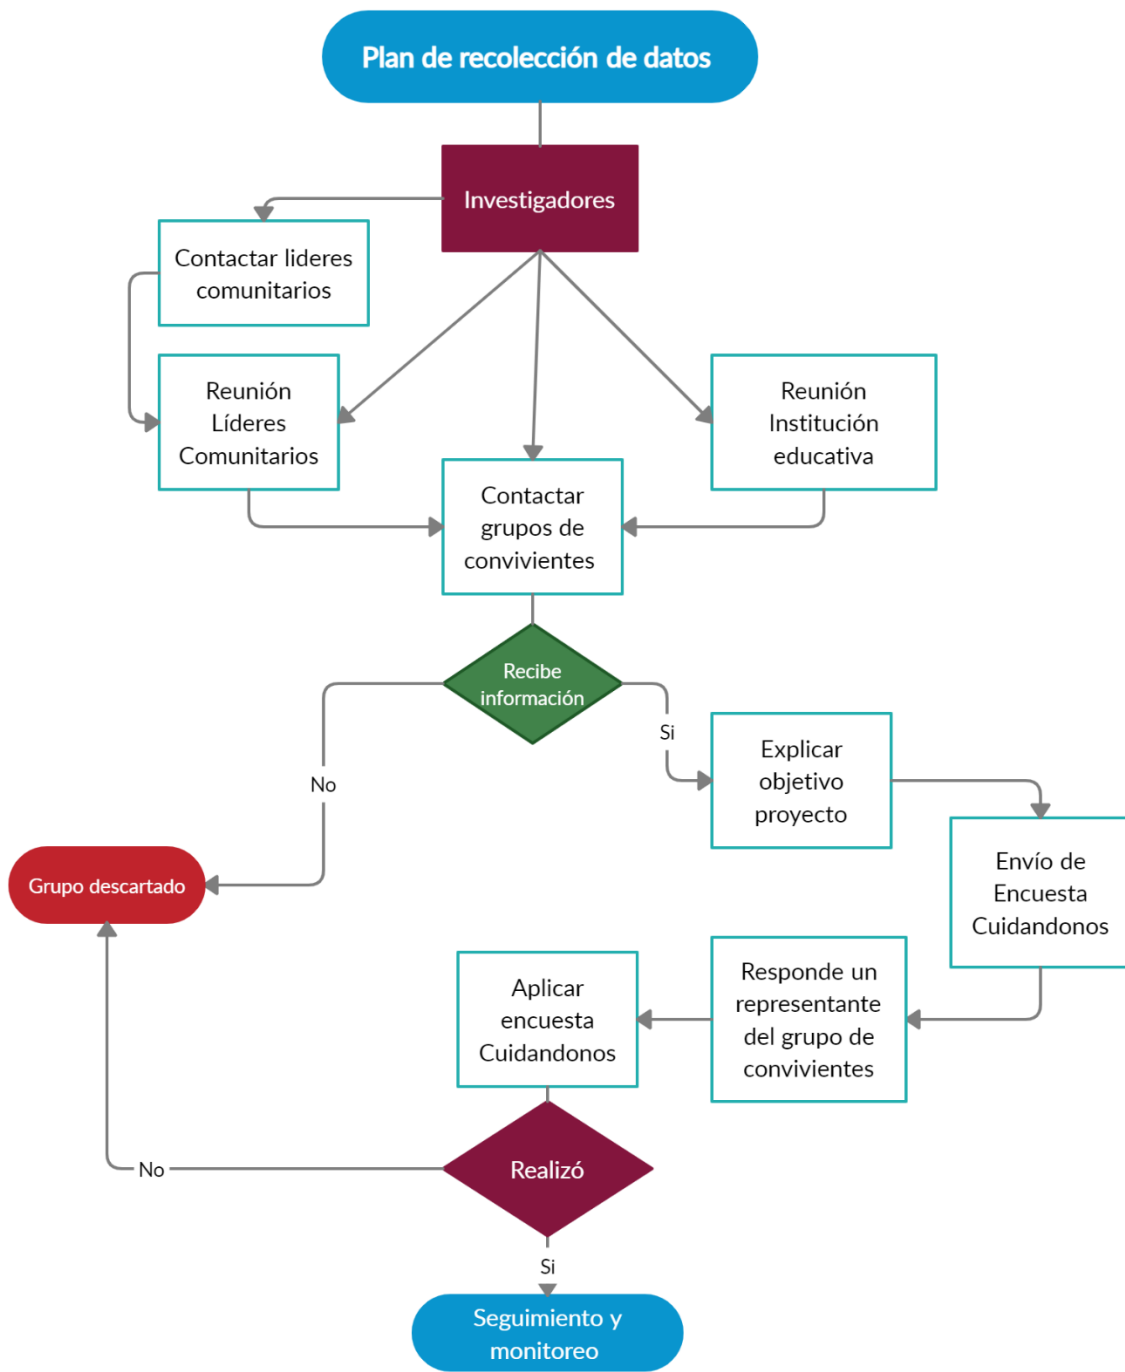 Plan de recolección de datos
Investigadores
Contactar lideres
comunitarios
Reunión
Líderes
Comunitarios
Reunión
Institución
educativa
Contactar
grupos de
convivientes
Recibe
información
Si
No
Explicar
objetivo
proyecto
Grupo descartado
Envío de
Encuesta
Cuidandonos
Responde un
representante
del grupo de
convivientes
Aplicar
encuesta
Cuidandonos
Realizó
No
Si
Seguimiento y
monitoreo